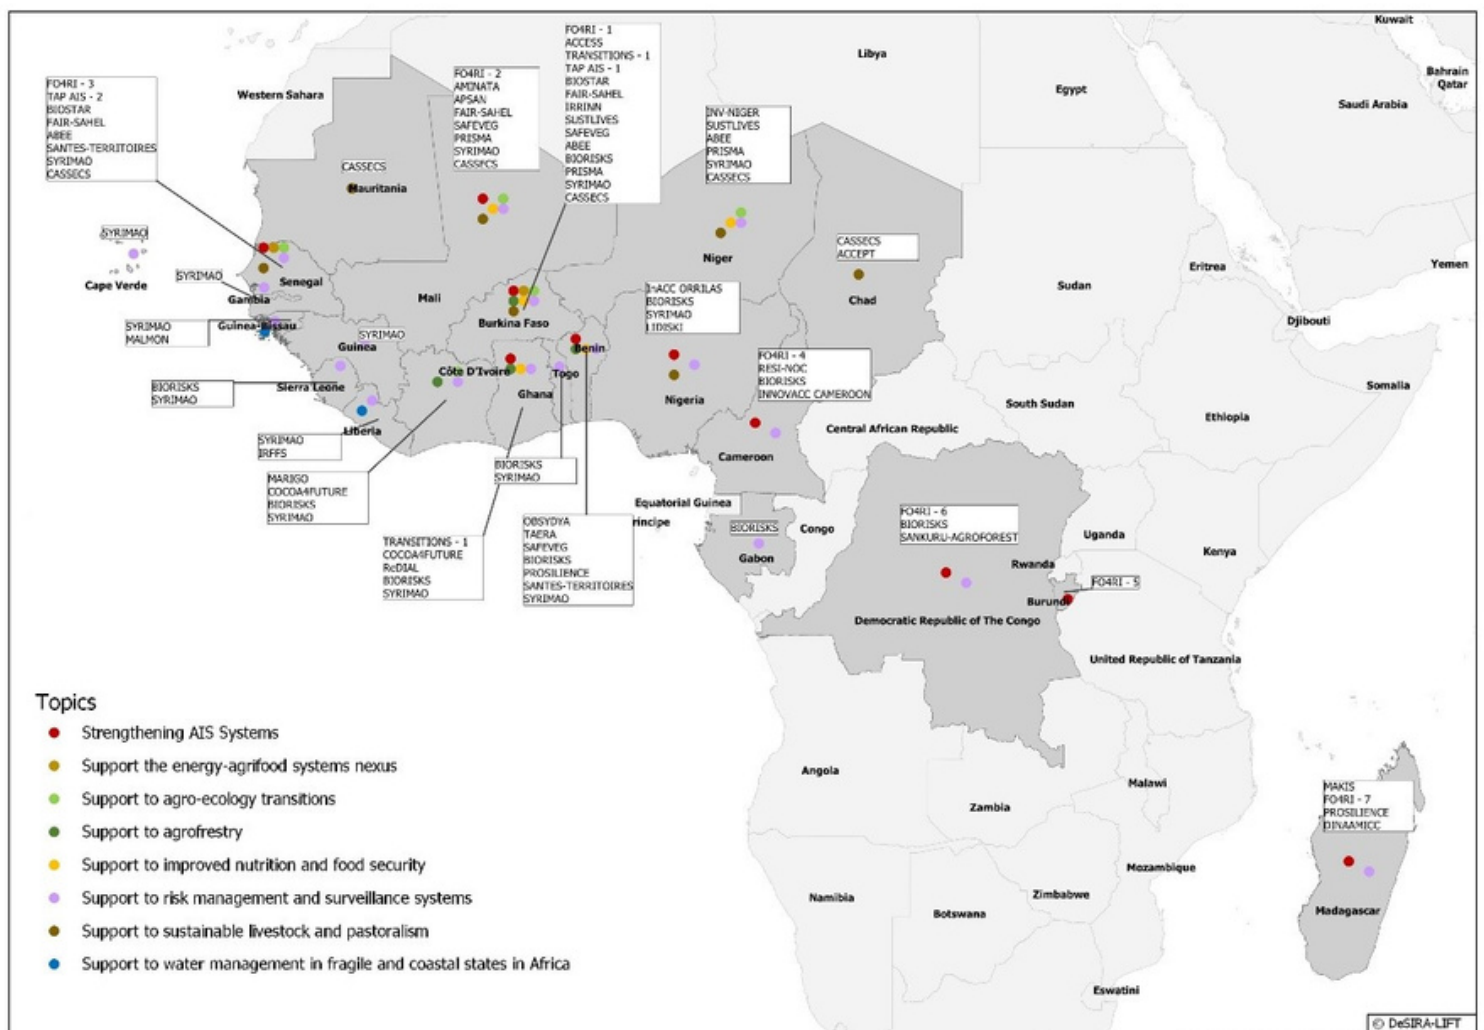 Kuwait
Libya
Bahrain
Qatar
Egypt
Saudi Arabia
Western Sahara
FO4RI - 3
TAP AIS - 2
BIOSTAR
FAIR-SAHEL
ABEE
SANTES-TERRITOIRES
SYRIMAO
CASSECS
FO4RI - 2
AMINATA
APSAN
FAIR-SAHEL
SAFEVEG
PRISMA
SYRIMAO
CASSECS
FO4RI - 1
ACCESS
TRANSITIONS - 1
TAP AIS - 1
BIOSTAR
FAIR-SAHEL
IRRINN
SUSTLIVES
SAFEVEG
ABEE
BIORISKS
PRISMA
SYRIMAO
CASSECS
INV-NIGER
SUSTLIVES
ABEE
PRISMA
SYRIMAO
CASSECS
CASSECS
Mauritania
SYRIMAO
Cape Verde
SYRIMAO
Senegal
Gambia
Mali
Niger
CASSECS
ACCEPT
Chad
Sudan
Eritrea
Yemen
Djibouti
SYRIMAO
MALMON
Guinea-Bissau
SYRIMAO
Guinea
Burkina Faso
Benin
InACC ORRILAS
BIORISKS
SYRIMAO
LIDISKI
Nigeria
BIORISKS
SYRIMAO
Sierra Leone
Côte D'Ivoire
Togo
Ghana
FO4RI - 4
RESI-NOC
BIORISKS
INNOVACC CAMEROON
Somalia
South Sudan
Ethiopia
Central African Republic
SYRIMAO
IRFFS
Liberia
Cameroon
MARIGO
COCOA4FUTURE
BIORISKS
SYRIMAO
BIORISKS
SYRIMAO
Equatorial Guinea
ríncipe
TRANSITIONS - 1
COCOA4FUTURE
ReDIAL
BIORISKS
SYRIMAO
OBSYDYA
TAERA
SAFEVEG
BIORISKS
PROSILIENCE
SANTES-TERRITOIRES
SYRIMAO
BIORISKS
Gabon
Congo
FO4RI - 6
BIORISKS
SANKURU-AGROFOREST
Uganda
Kenya
Rwanda
FO4RI - 5
Burundi
Democratic Republic of The Congo
United Republic of Tanzania
Angola
Zambia
Malawi
Mozambique
Zimbabwe
Namibia
Botswana
Eswatini
MAKIS
FO4RI - 7
PROSILIENCE
DINAAMICC
Madagascar
Topics
Strengthening AIS Systems
Support the energy-agrifood systems nexus
Support to agro-ecology transitions
Support to agrofrestry
Support to improved nutrition and food security
Support to risk management and surveillance systems
Support to sustainable livestock and pastoralism
Support to water management in fragile and coastal states in Africa
© DeSIRA-LIFT